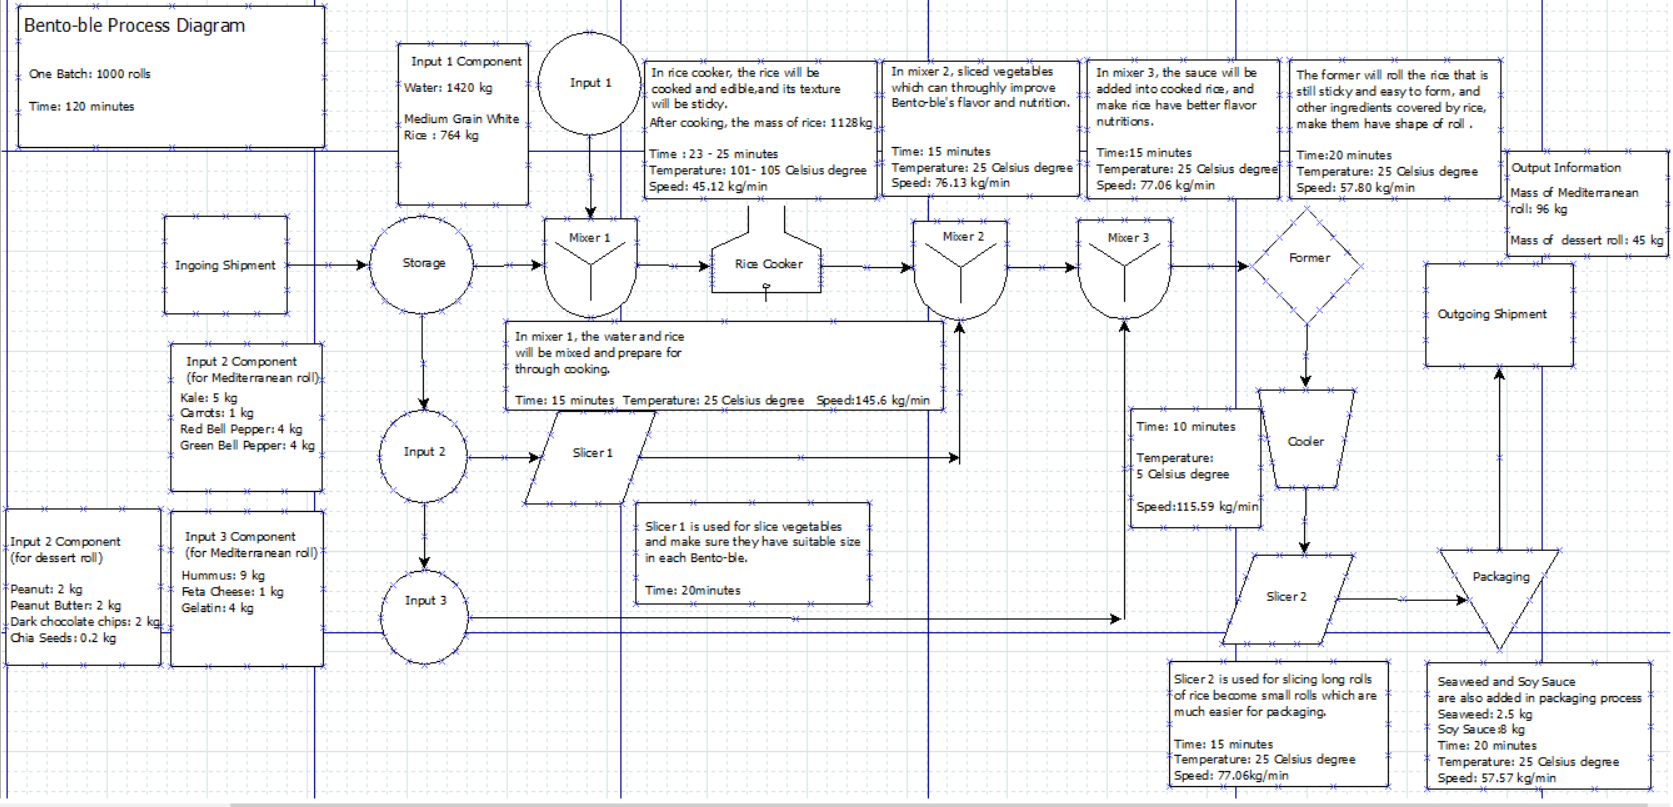 Bento-ble Process Diagram
One Batch: 1000 rolls
Time: 120 minutes
Input 1 Component
Water: 1420 kg
Medium Grain White
Rice : 764 kg
Input 1
In rice cooker, the rice will be
cooked and edible,and its texture
will be sticky.
After cooking, the mass of rice: 1128kg
Time : 23 - 25 minutes
Temperature: 101- 105 Celsius degree
Speed: 45.12 kg/min
In mixer 2, sliced vegetables
which can throughly improve
Bento-ble's flavor and nutrition.
Time: 15 minutes
Temperature: 25 Celsius degree
Speed: 76.13 kg/min
In mixer 3, the sauce will be
added into cooked rice, and
make rice have better flavor
nutritions.
Time:15 minutes
Temperature: 25 Celsius degree
Speed: 77.06 kg/min
The former will roll the rice that is
still sticky and easy to form, and
other ingredients covered by rice,
make them have shape of roll .
Time:20 minutes
Temperature: 25 Celsius degree
Speed: 57.80 kg/min
Output Information
Mass of Mediterranean
roll: 96 kg
Mass of dessert roll: 45 kg
Ingoing Shipment
Storage
Mixer 1
Rice Cooker
Mixer 2
Mixer 3
Former
Outgoing Shipment
In mixer 1, the water and rice
will be mixed and prepare for
through cooking.
Time: 15 minutes Temperature: 25 Celsius degree Speed:145.6 kg/min
Input 2 Component
(for Mediterranean roll)
Kale: 5 kg
Carrots: 1 kg
Red Bell Pepper: 4 kg
Green Bell Pepper: 4 kg
Input 2
Slicer 1
Time: 10 minutes
Temperature:
5 Celsius degree
Speed:115.59 kg/min
Cooler
Input 2 Component
(for dessert roll)
Peanut: 2 kg
Peanut Butter: 2 kg
Dark chocolate chips: 2 kg
Chia Seeds: 0.2 kg
Input 3 Component
(for Mediterranean roll)
Hummus: 9 kg
Feta Cheese: 1 kg
Gelatin: 4 kg
Input 3
Slicer 1 is used for slice vegetables
and make sure they have suitable size
in each Bento-ble.
Time: 20minutes
Slicer 2
Packaging
Slicer 2 is used for slicing long rolls
of rice become small rolls which are
much easier for packaging.
Time: 15 minutes
Temperature: 25 Celsius degree
Speed: 77.06kg/min
Seaweed and Soy Sauce
are also added in packaging process
Seaweed: 2.5 kg
Soy Sauce:8 kg
Time: 20 minutes
Temperature: 25 Celsius degree
Speed: 57.57 kg/min